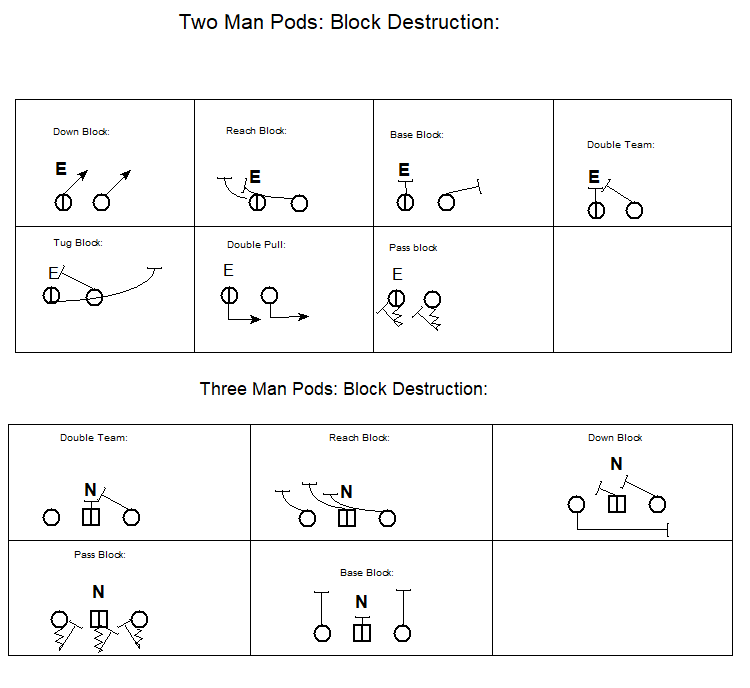 Two Man Pods: Block Destruction:
Down Block:
Reach Block:
Base Block:
Double Team:
E
E
E
E
Tug Block:
Double Pull:
Pass block
E
E
E
Three Man Pods: Block Destruction:
Double Team:
Reach Block:
Down Block
N
N
N
Pass Block:
Base Block:
N
N